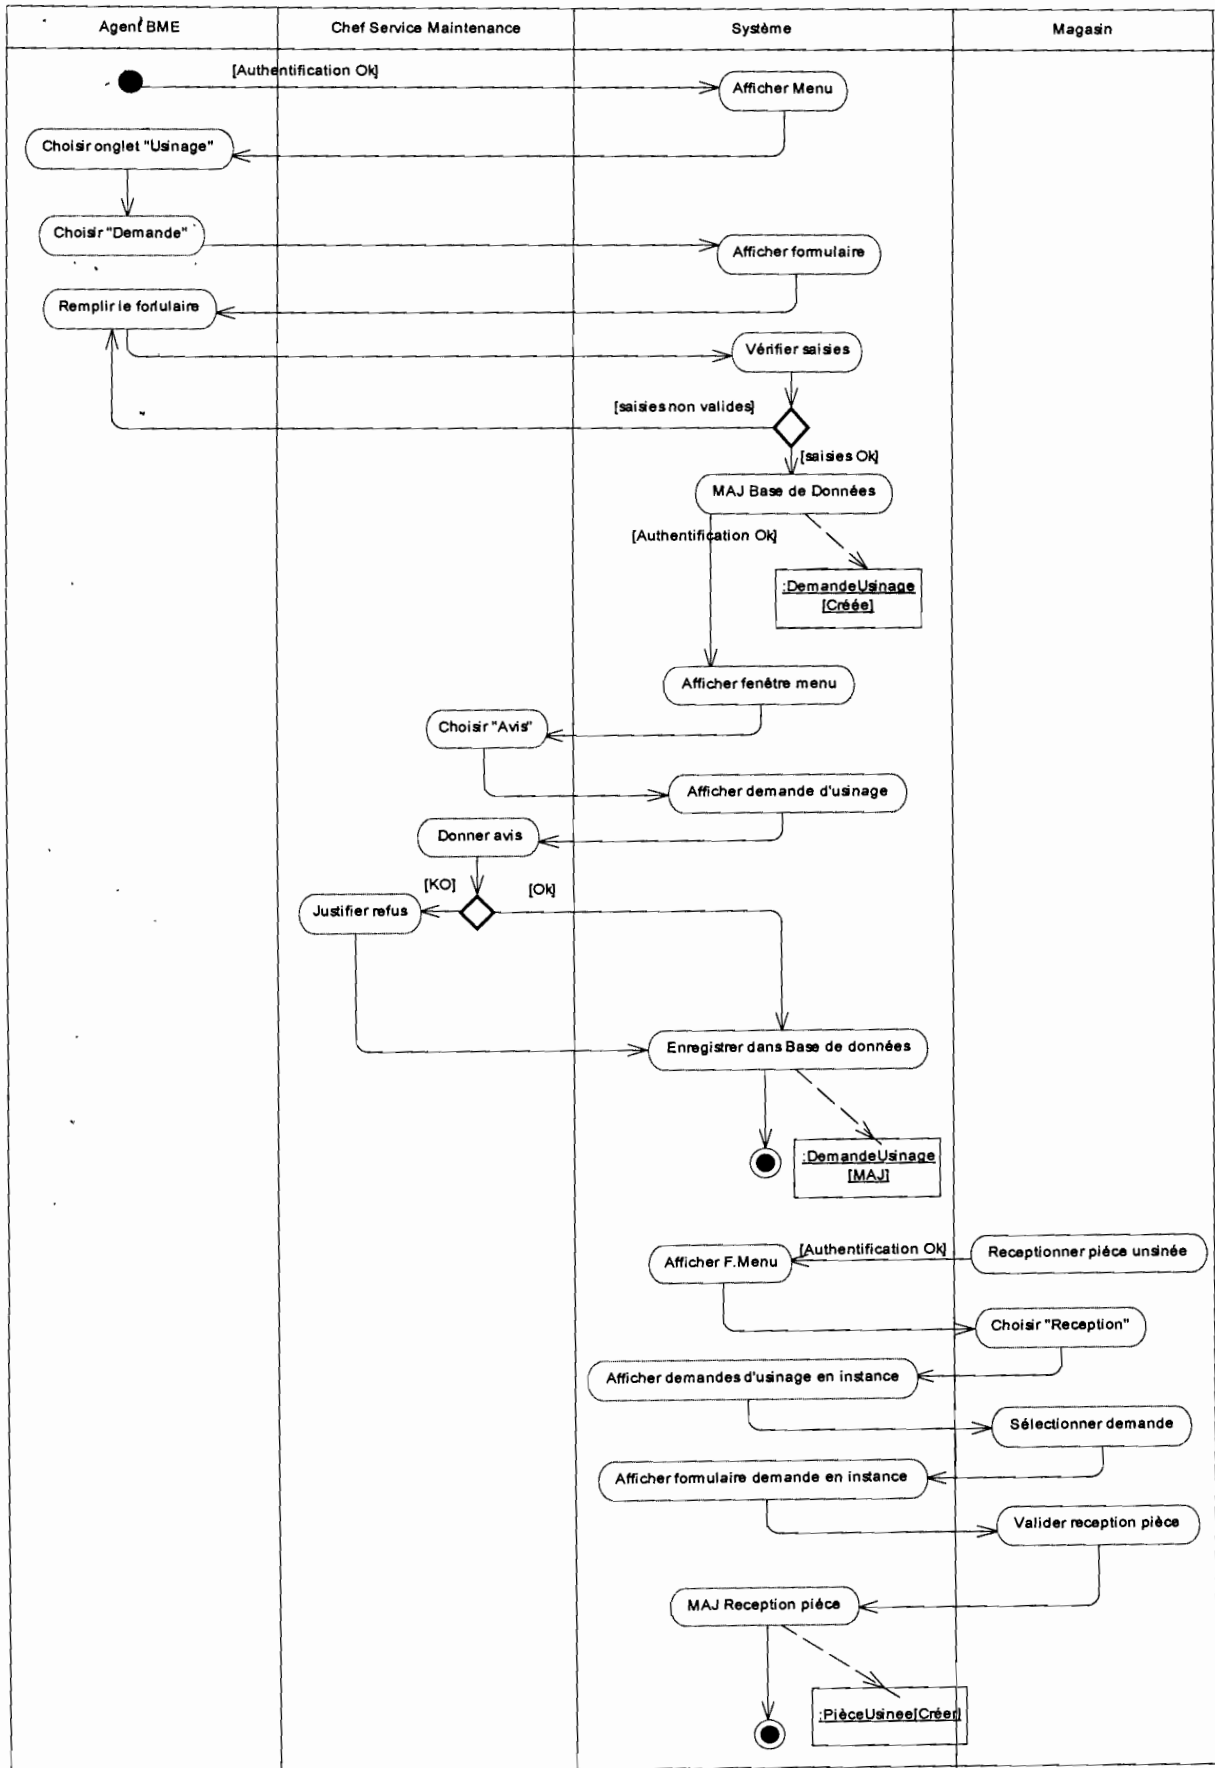 Agent BME
Chef Service Maintenance
Système
Magasin
[Authentification Ok]
Afficher Menu
Choisir onglet "Usinage"
Choisir "Demande"
Afficher formulaire
Remplir le forlulaire
Vérifier saisies
[saisies non valides]
[saisies Ok]
MAJ Base de Données
[Authentification Ok]
:DemandeUsinage
[Créée]
Afficher fenêtre menu
Choisir "Avis"
Afficher demande d'usinage
Donner avis
[KO]
[Ok]
Justifier refus
Enregistrer dans Base de données
:DemandeUsinage
[MAJ]
[Authentification Ok]
Receptionner piéce unsinée
Afficher F.Menu
Choisir "Reception"
Afficher demandes d'usinage en instance
Sélectionner demande
Afficher formulaire demande en instance
Valider reception pièce
MAJ Reception piéce
:PièceUsinee[Créer]